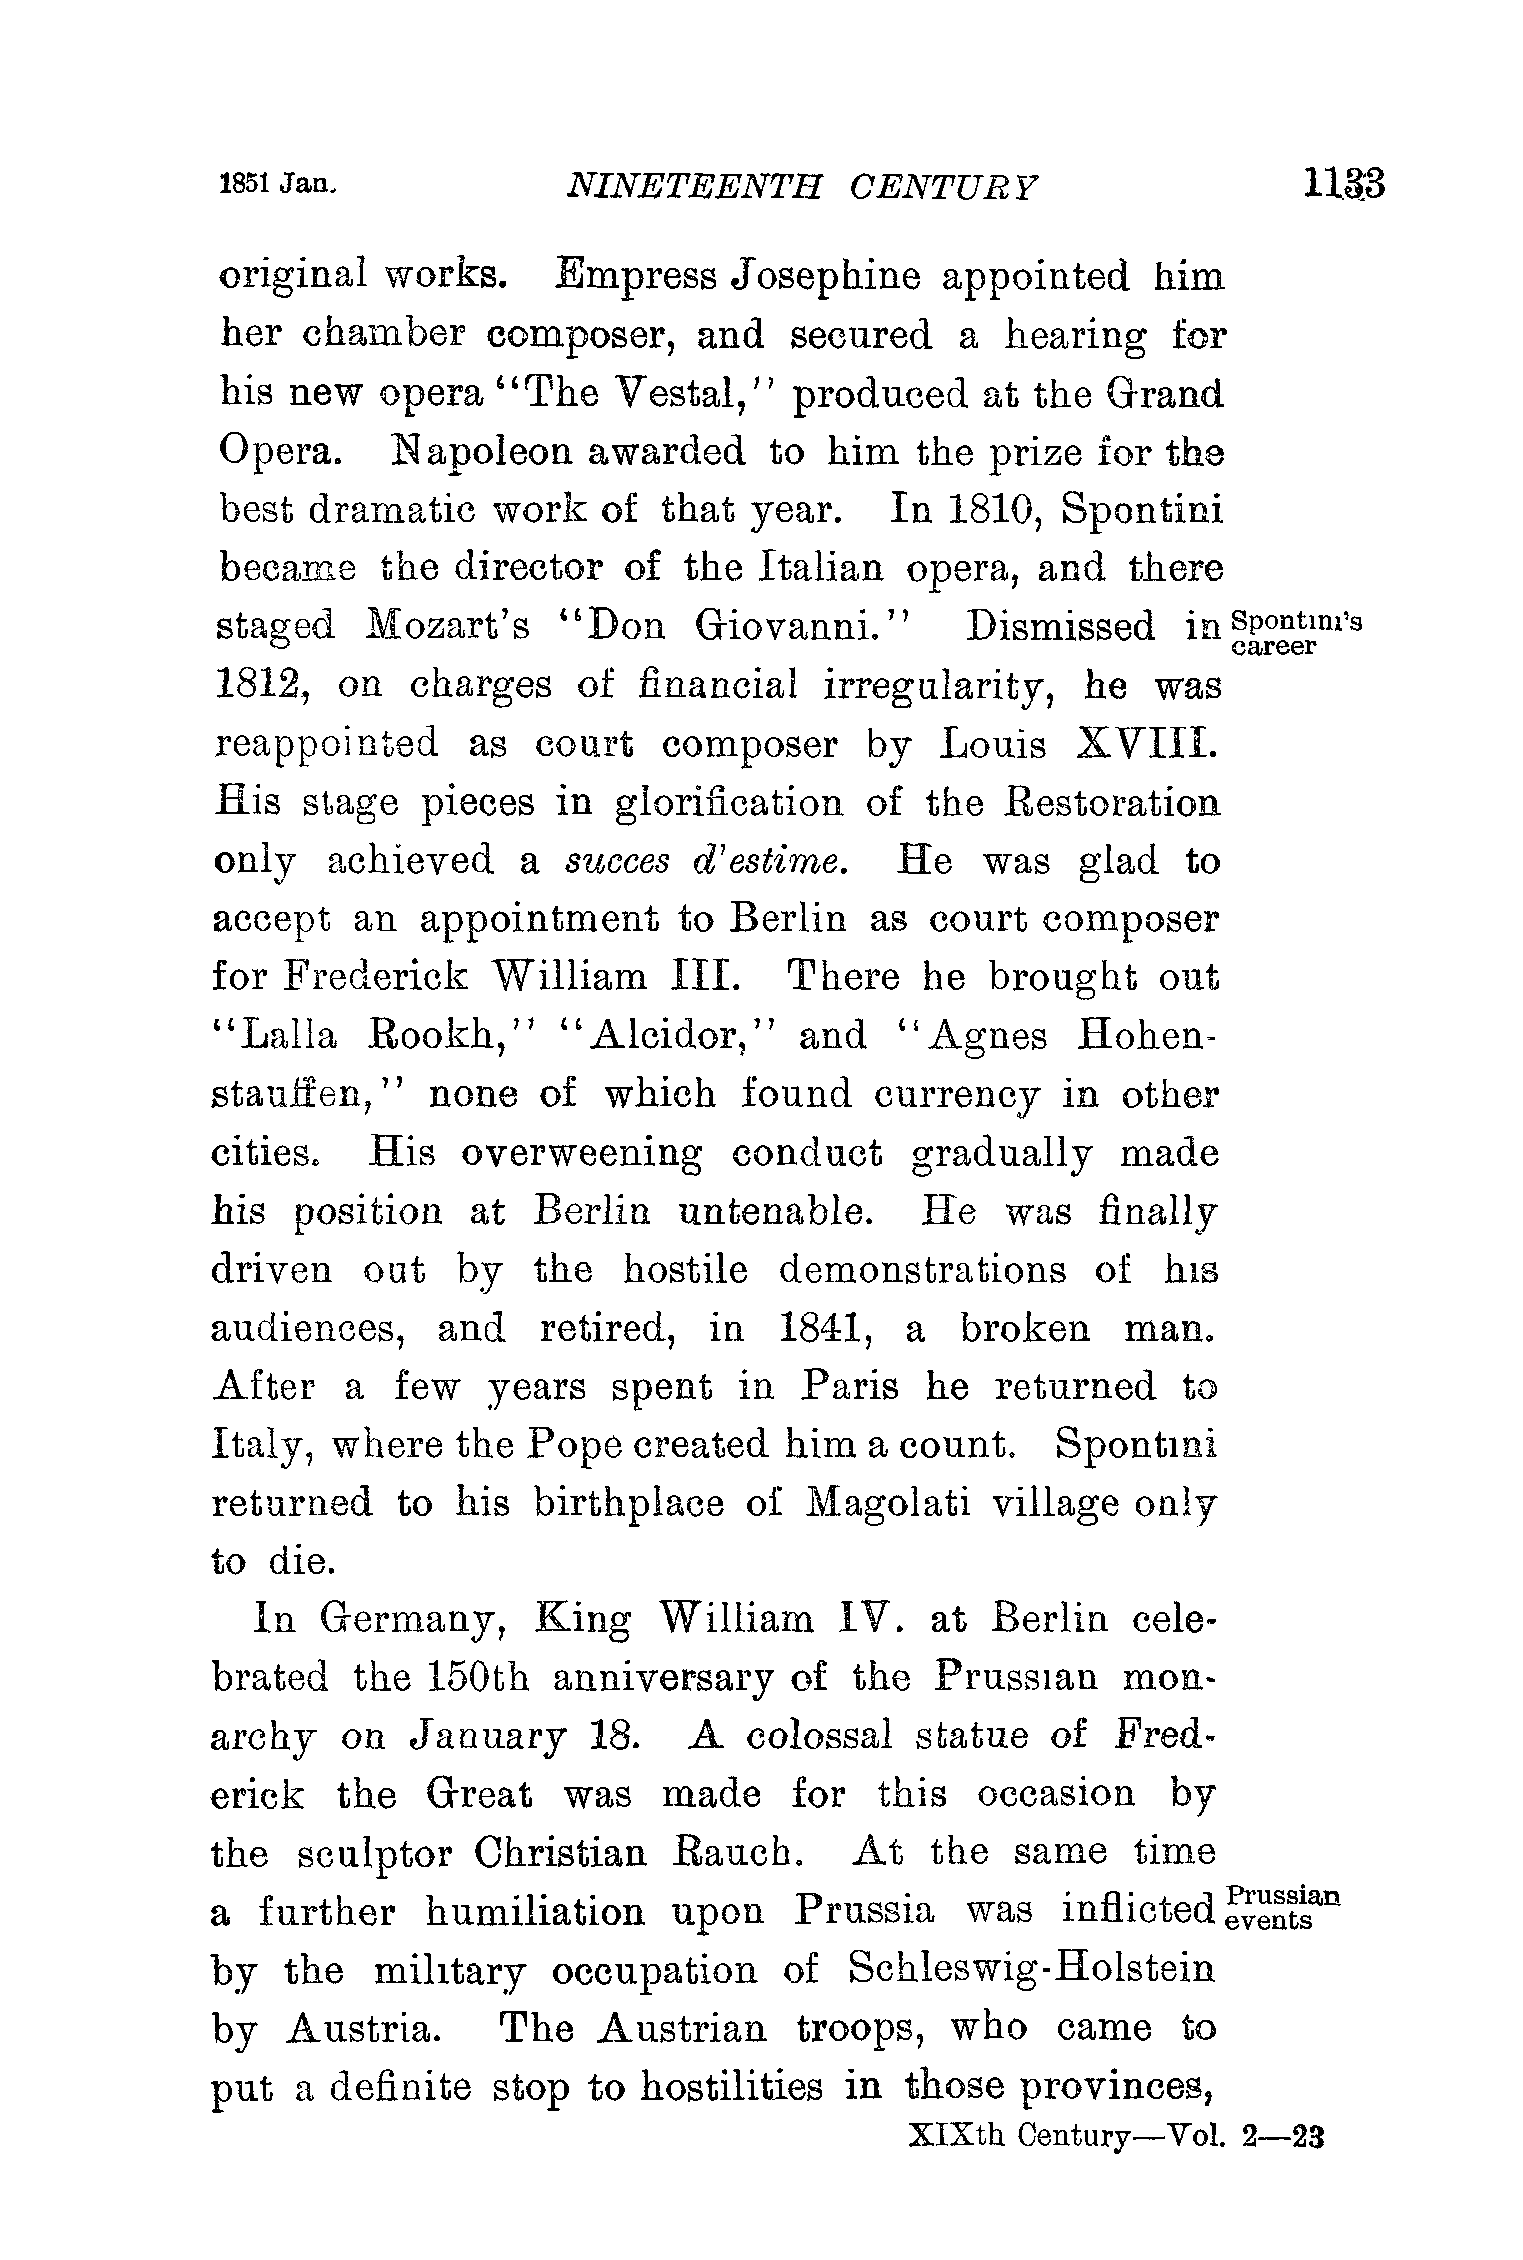 1851 Jan. NINETEENTH CENTURY 1133
original works. Empress Josephine appointed him
her chamber composer, and secured a hearing for
his new opera "The Vestal," produced at the Grand
Opera. Napoleon awarded to him the prize for the
best dramatic work of that year. In 1810, Spontini
became the director of the Italian opera, and there
staged Mozart's "Don Giovanni." Dismissed in
Spontini's
career
1812, on charges of financial irregularity, he was
reappointed as court composer by Louis XVIII.
His stage pieces in glorification of the Restoration
only achieved a succes d'estime. He was glad to
accept an appointment to Berlin as court composer
for Frederick William III. There he brought out
"Lalla Rookh," "Alcidor," and "Agnes Hohen-
stauffen," none of which found currency in other
cities. His overweening conduct gradually made
his position at Berlin untenable. He was finally
driven out by the hostile demonstrations of his
audiences, and retired, in 1841, a broken man.
After a few years spent in Paris he returned to
Italy, where the Pope created him a count. Spontini
returned to his birthplace of Magolati village only
to die.
In Germany, King William IV. at Berlin cele-
brated the 150th anniversary of the Prussian mon-
archy on January 18. A colossal statue of Fred-
erick the Great was made for this occasion by
the sculptor Christian Rauch. At the same time
a further humiliation upon Prussia was inflicted
Prussian
events
by the military occupation of Schleswig-Holstein
by Austria. The Austrian troops, who came to
put a definite stop to hostilities in those provinces,
XIXth Century—Vol. 2—23